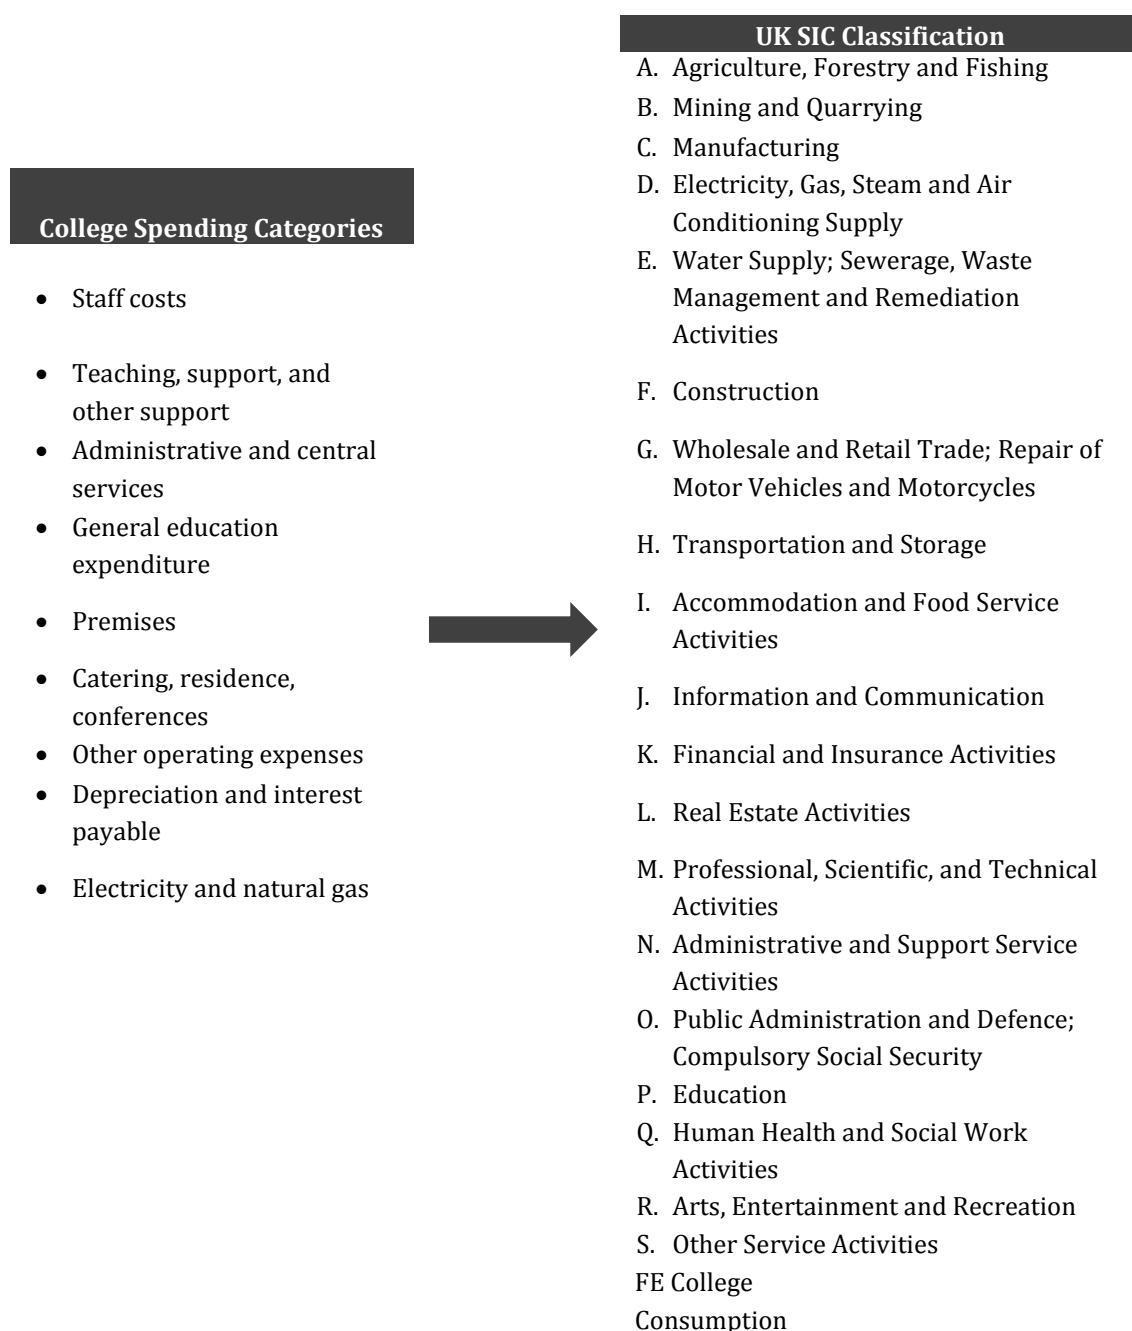 College Spending Categories
• Staff costs
• Teaching, support, and
other support
• Administrative and central
services
• General education
expenditure
• Premises
• Catering, residence,
conferences
• Other operating expenses
• Depreciation and interest
payable
• Electricity and natural gas
UK SIC Classification
A. Agriculture, Forestry and Fishing
B. Mining and Quarrying
C. Manufacturing
D. Electricity, Gas, Steam and Air
Conditioning Supply
E. Water Supply; Sewerage, Waste
Management and Remediation
Activities
F. Construction
G. Wholesale and Retail Trade; Repair of
Motor Vehicles and Motorcycles
H. Transportation and Storage
I. Accommodation and Food Service
Activities
J. Information and Communication
K. Financial and Insurance Activities
L. Real Estate Activities
M. Professional, Scientific, and Technical
Activities
N. Administrative and Support Service
Activities
O. Public Administration and Defence;
Compulsory Social Security
P. Education
Q. Human Health and Social Work
Activities
R. Arts, Entertainment and Recreation
S. Other Service Activities
FE College
Consumption